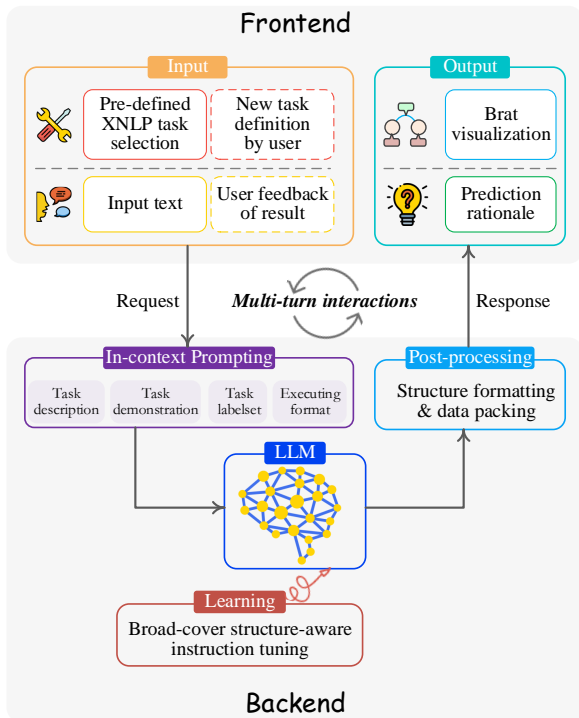 Frontend
Input
Pre-defined
XNLP task
selection
New task
definition
by user
Input text
User feedback
of result
Output
Brat
visualization
Prediction
rationale
Request
Multi-turn interactions
Response
In-context Prompting
Task
description
Task
demonstration
Task
labelset
Executing
format
Post-processing
Structure formatting
& data packing
LLM
Learning
Broad-cover structure-aware
instruction tuning
Backend